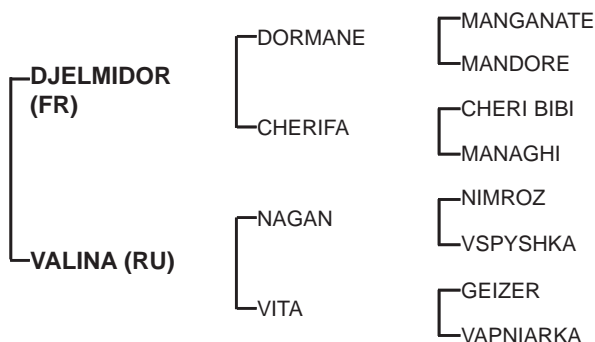 DJELMIDOR
(FR)
VALINA (RU)
DORMANE
CHERIFA
NAGAN
VITA
MANGANATE
MANDORE
CHERI BIBI
MANAGHI
NIMROZ
VSPYSHKA
GEIZER
VAPNIARKA